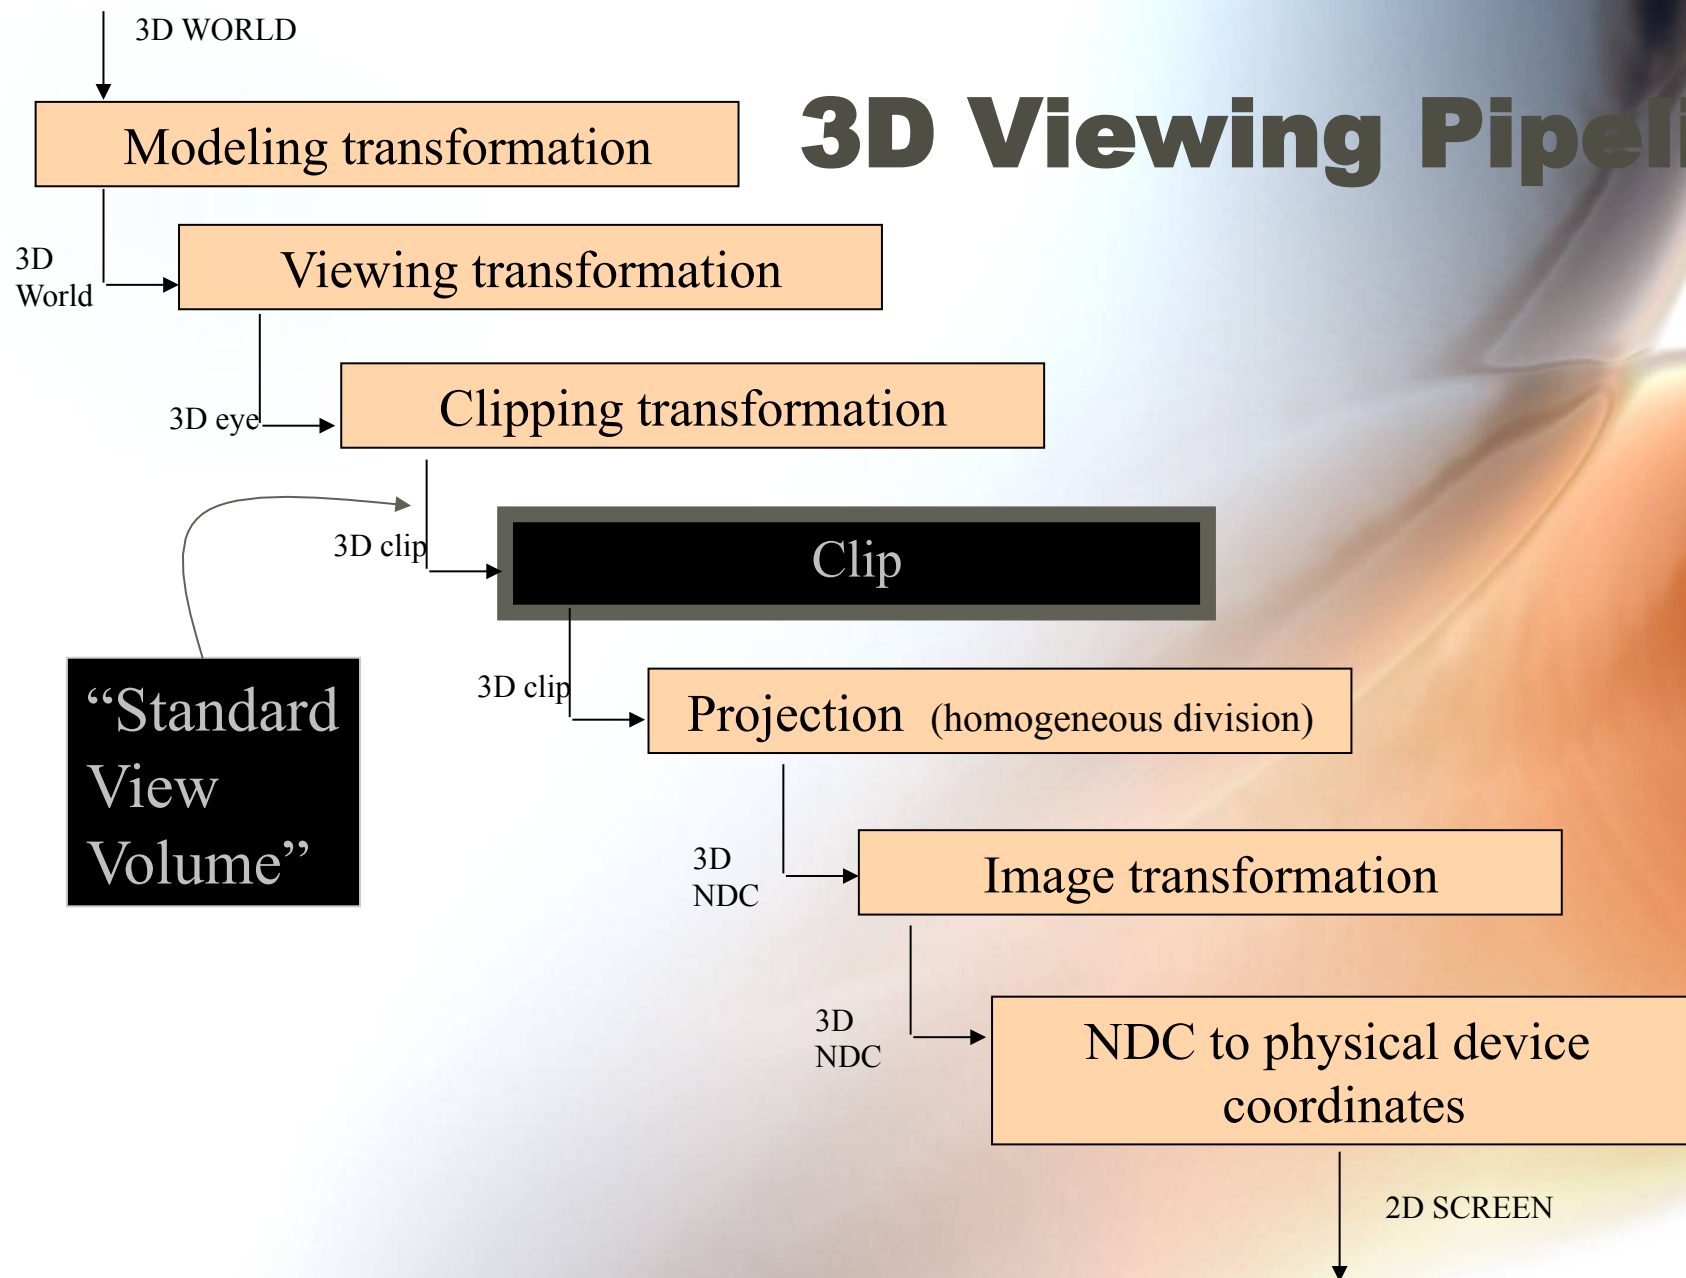 3D WORLD
3D Viewing Pipeli
Modeling transformation
3D
World
Viewing transformation
3D eye
Clipping transformation
3D clip
Clip
“Standard
View
Volume”
3D clip
Projection (homogeneous division)
3D
NDC
Image transformation
3D
NDC
NDC to physical device
coordinates
2D SCREEN